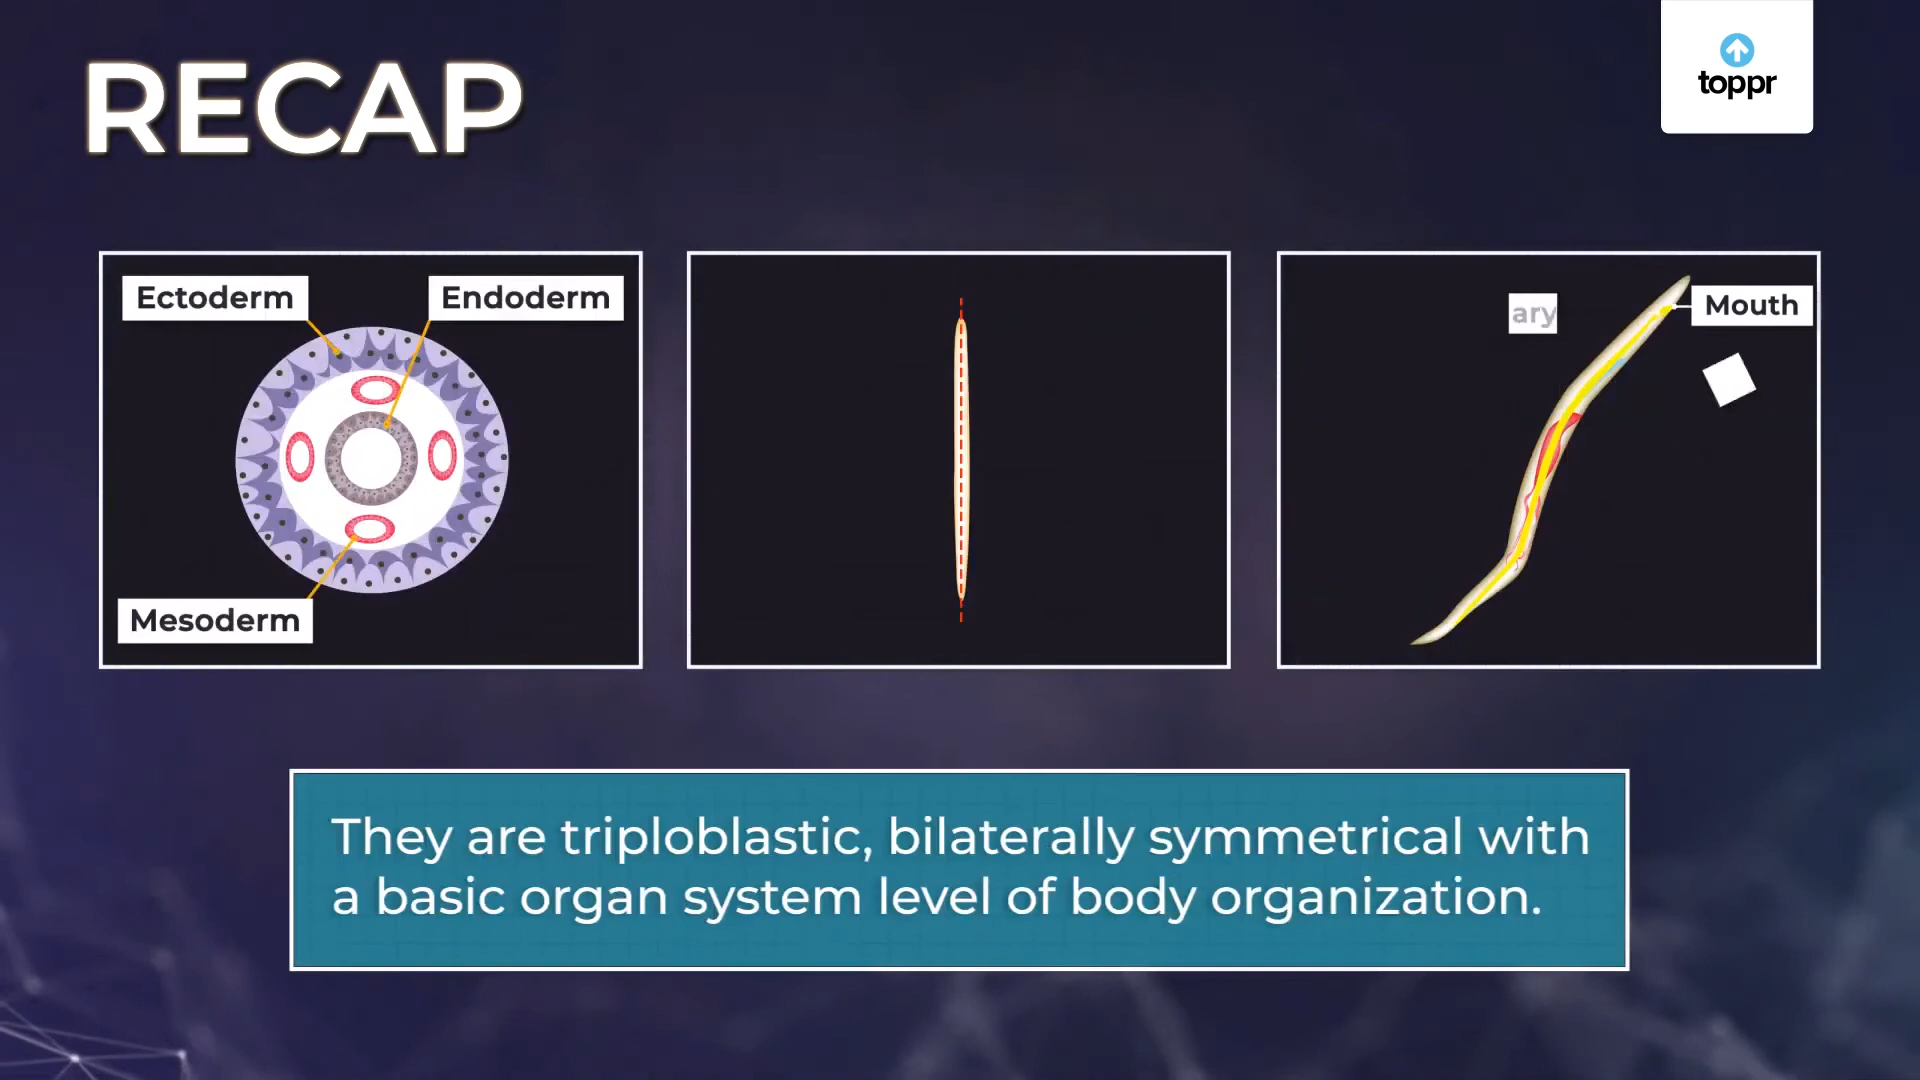 RECAP
toppr
Ectoderm
Endoderm
Mesoderm
ary
Mouth
They are triploblastic, bilaterally symmetrical with
a basic organ system level of body organization.